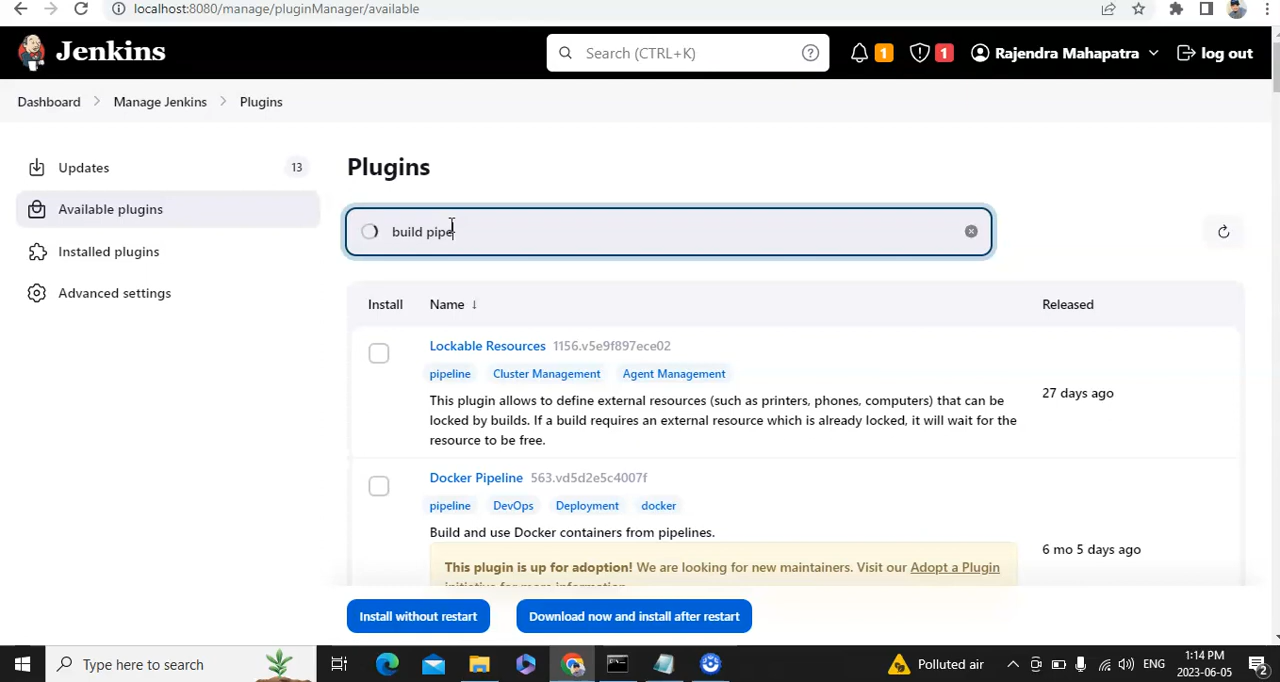 localhost:8080/manage/pluginManager/available
Jenkins
Search (CTRL+K)
?
1
1
Rajendra Mahapatra
log out
Dashboard
Manage Jenkins
Plugins
Updates
13
Available plugins
Installed plugins
Advanced settings
Plugins
build pipe
Install
Name ↓
Released
Lockable Resources 1156.v5e9f897ece02
pipeline
Cluster Management
Agent Management
This plugin allows to define external resources (such as printers, phones, computers) that can be
locked by builds. If a build requires an external resource which is already locked, it will wait for the
resource to be free.
27 days ago
Docker Pipeline 563.vd5d2e5c4007f
pipeline
DevOps
Deployment
docker
Build and use Docker containers from pipelines.
This plugin is up for adoption! We are looking for new maintainers. Visit our Adopt a Plugin
initiative for more information.
6 mo 5 days ago
Install without restart
Download now and install after restart
Type here to search
Polluted air
ENG
1:14 PM
2023-06-05
2